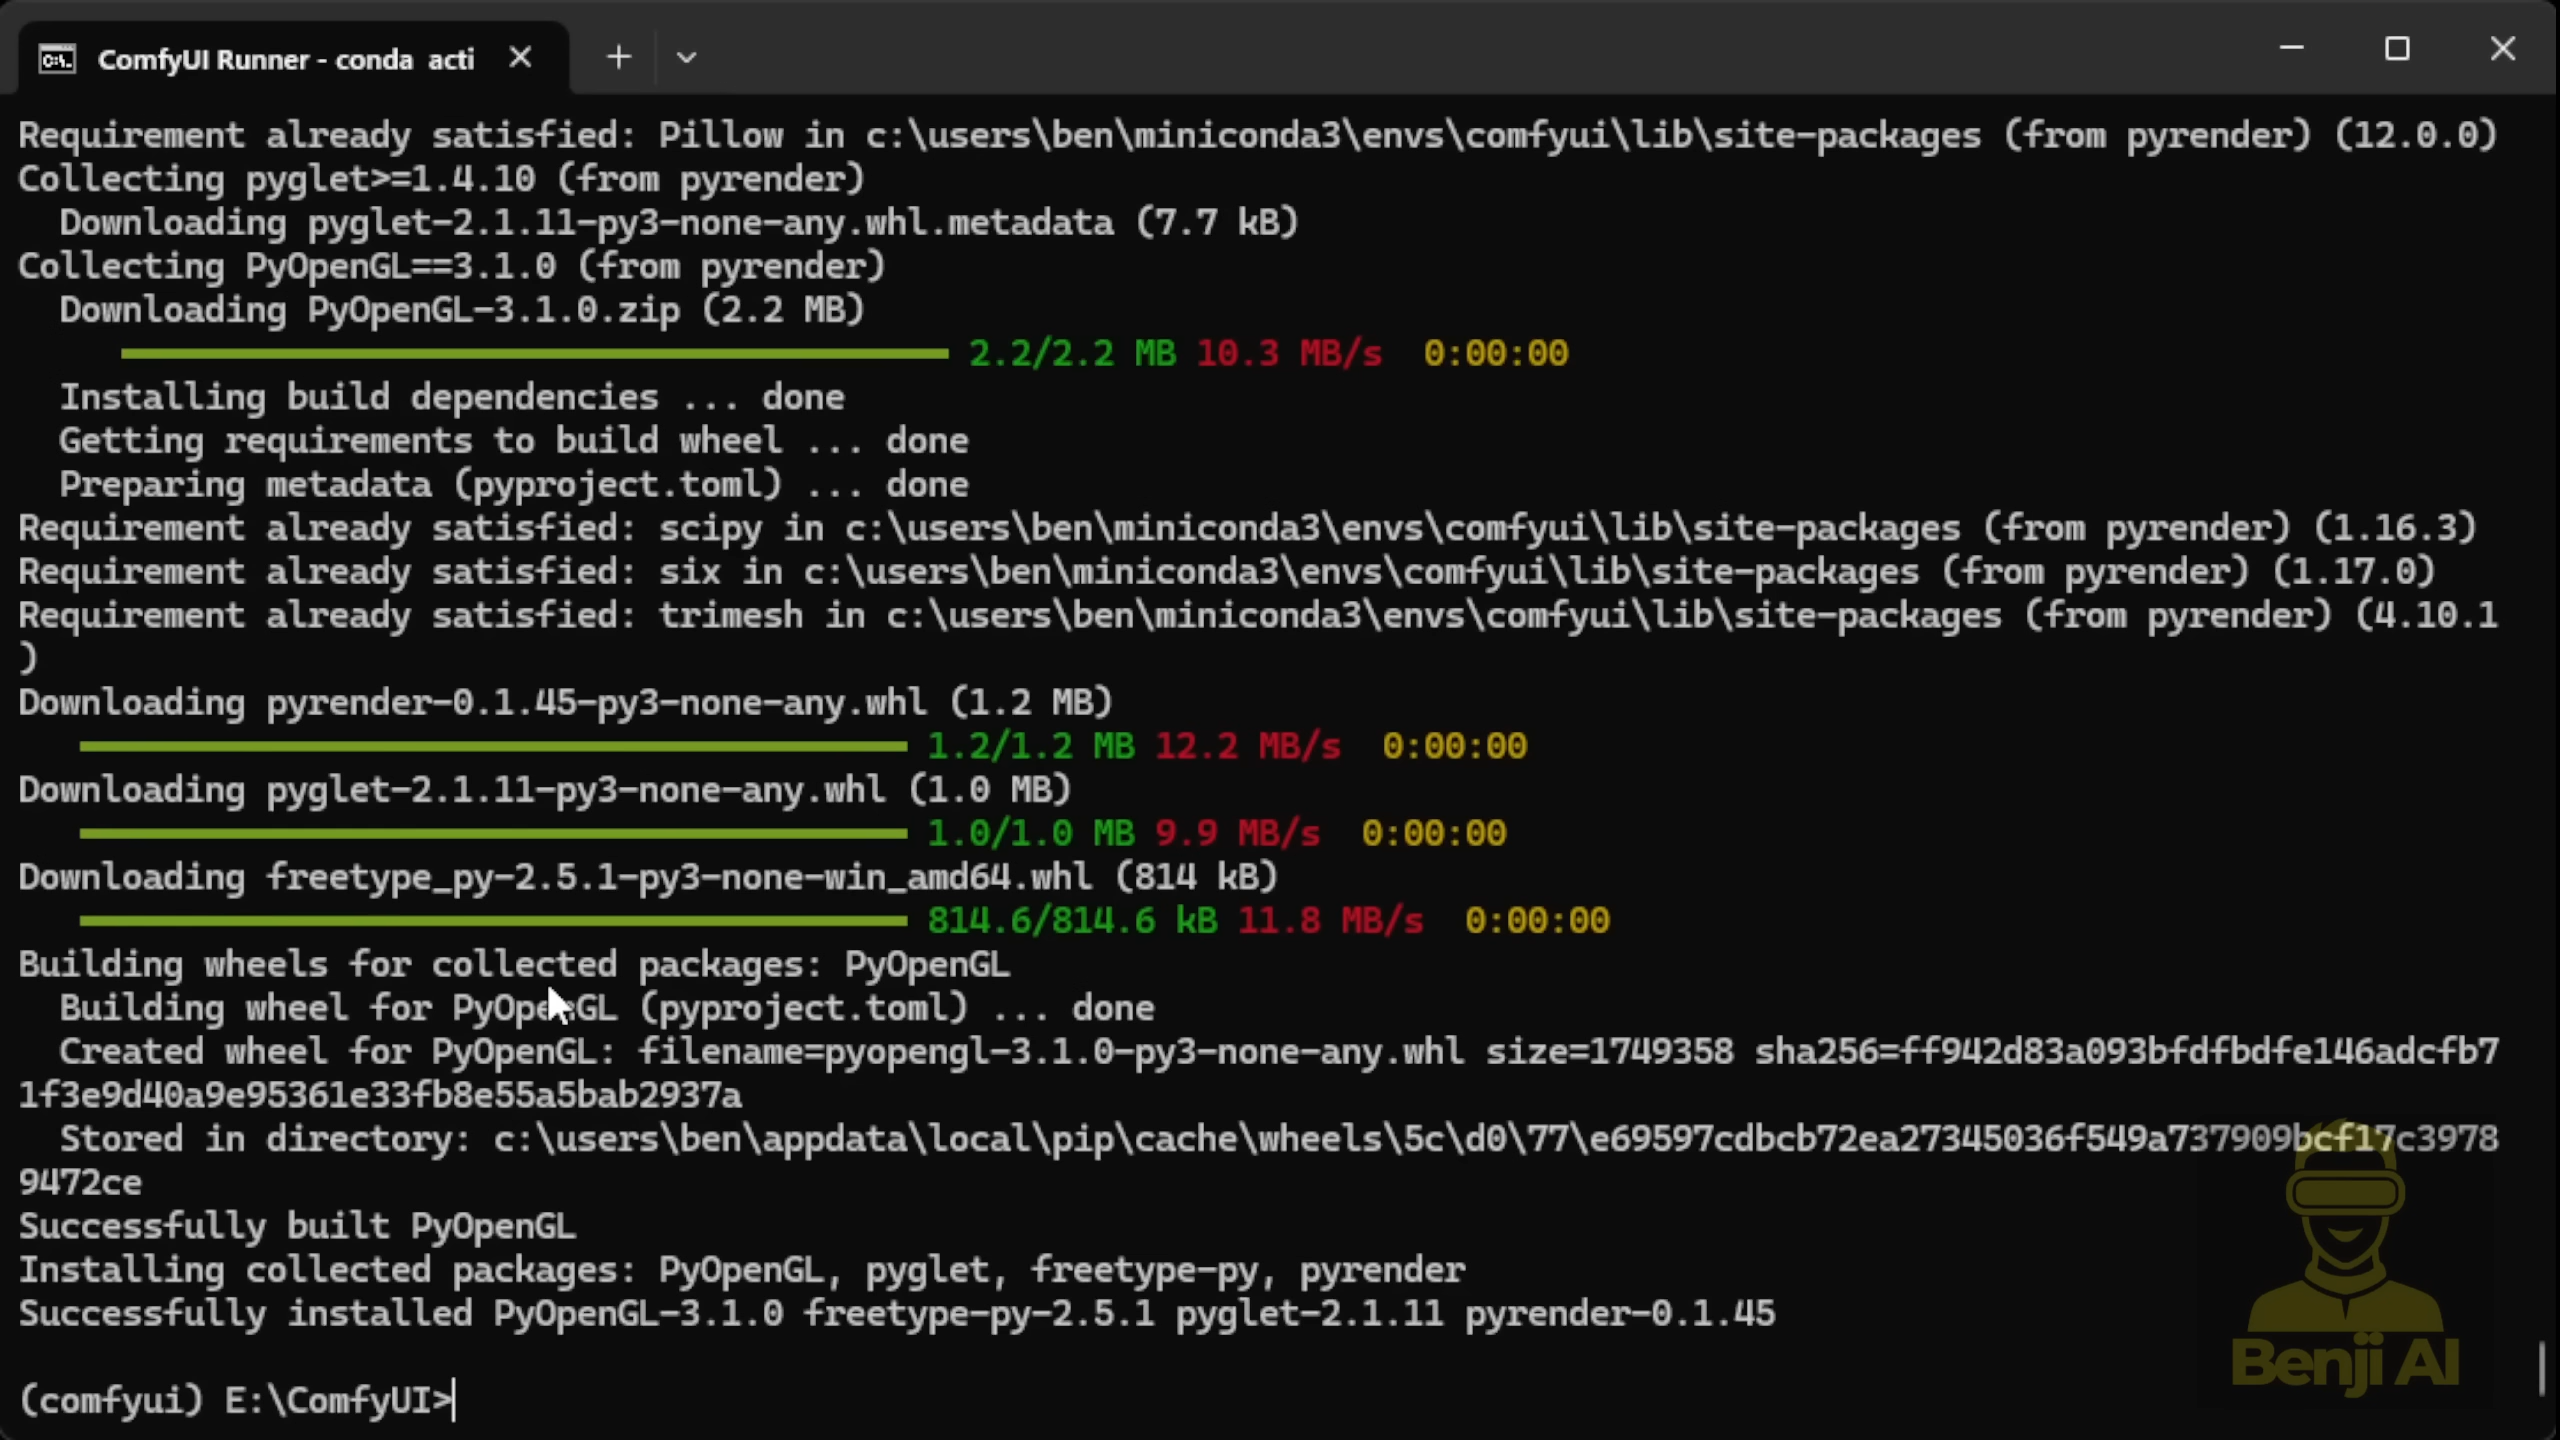 ComfyUI Runner - conda acti
Requirement already satisfied: Pillow in c:\users\ben\miniconda3\envs\comfyui\lib\site-packages (from pyrender) (12.0.0)
Collecting pyglet>=1.4.10 (from pyrender)
Downloading pyglet-2.1.11-py3-none-any.whl.metadata (7.7 kB)
Collecting PyOpenGL==3.1.0 (from pyrender)
Downloading PyOpenGL-3.1.0.zip (2.2 MB)
2.2/2.2 MB 10.3 MB/s 0:00:00
Installing build dependencies ... done
Getting requirements to build wheel ... done
Preparing metadata (pyproject.toml) ... done
Requirement already satisfied: scipy in c:\users\ben\miniconda3\envs\comfyui\lib\site-packages (from pyrender) (1.16.3)
Requirement already satisfied: six in c:\users\ben\miniconda3\envs\comfyui\lib\site-packages (from pyrender) (1.17.0)
Requirement already satisfied: trimesh in c:\users\ben\miniconda3\envs\comfyui\lib\site-packages (from pyrender) (4.10.1
)
Downloading pyrender-0.1.45-py3-none-any.whl (1.2 MB)
1.2/1.2 MB 12.2 MB/s 0:00:00
Downloading pyglet-2.1.11-py3-none-any.whl (1.0 MB)
1.0/1.0 MB 9.9 MB/s 0:00:00
Downloading freetype_py-2.5.1-py3-none-win_amd64.whl (814 kB)
814.6/814.6 kB 11.8 MB/s 0:00:00
Building wheels for collected packages: PyOpenGL
Building wheel for PyOpenGL (pyproject.toml) ... done
Created wheel for PyOpenGL: filename=pyopengl-3.1.0-py3-none-any.whl size=1749358 sha256=ff942d83a093bfdfbdfe146adcfb7
1f3e9d40a9e95361e33fb8e55a5bab2937a
Stored in directory: c:\users\ben\appdata\local\pip\cache\wheels\5c\d0\77\e69597cdbcb72ea27345036f549a737909bcf17c3978
9472ce
Successfully built PyOpenGL
Installing collected packages: PyOpenGL, pyglet, freetype-py, pyrender
Successfully installed PyOpenGL-3.1.0 freetype-py-2.5.1 pyglet-2.1.11 pyrender-0.1.45
(comfyui) E:\ComfyUI>
Benji AI